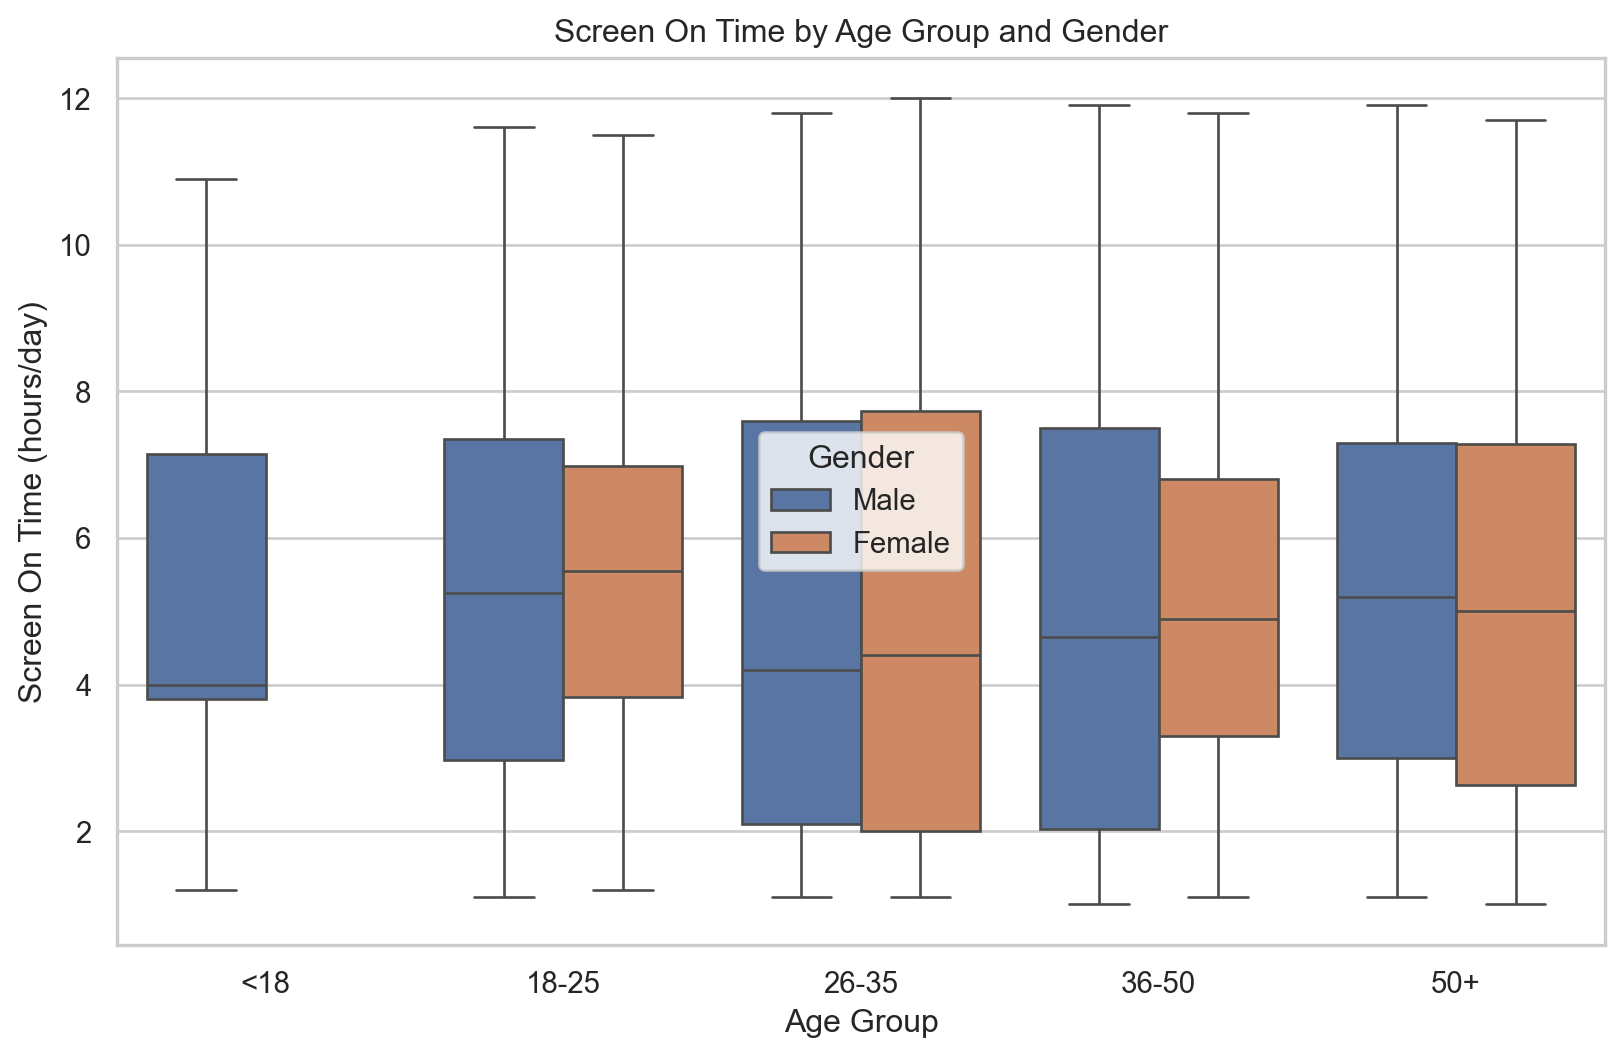 Screen On Time by Age Group and Gender
Screen On Time (hours/day)
12
10
8
6
4
2
Gender
Male
Female
<18
18-25
26-35
36-50
50+
Age Group